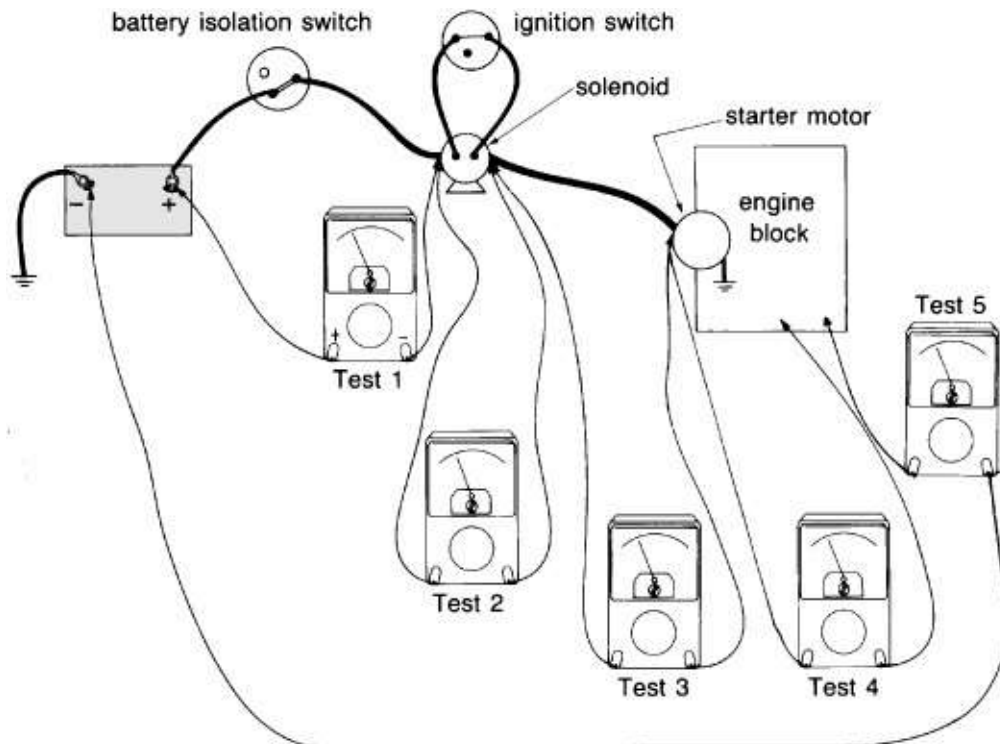 battery isolation switch
ignition switch
solenoid
starter motor
engine
block
− +
+ −
Test 1
Test 2
Test 3
Test 4
Test 5